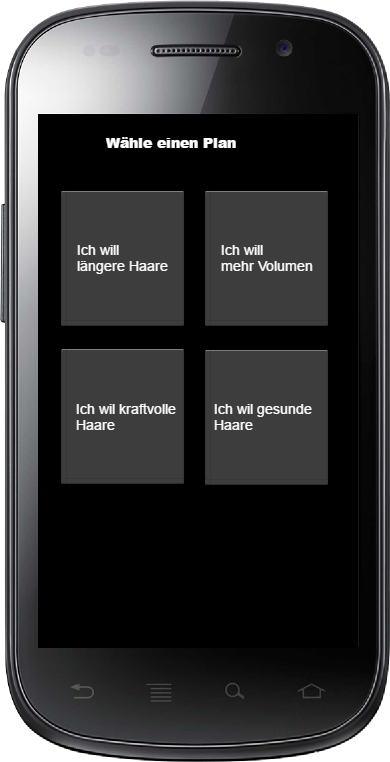 Wähle einen Plan
Ich will
längere Haare
Ich will
mehr Volumen
Ich wil kraftvolle
Haare
Ich wil gesunde
Haare